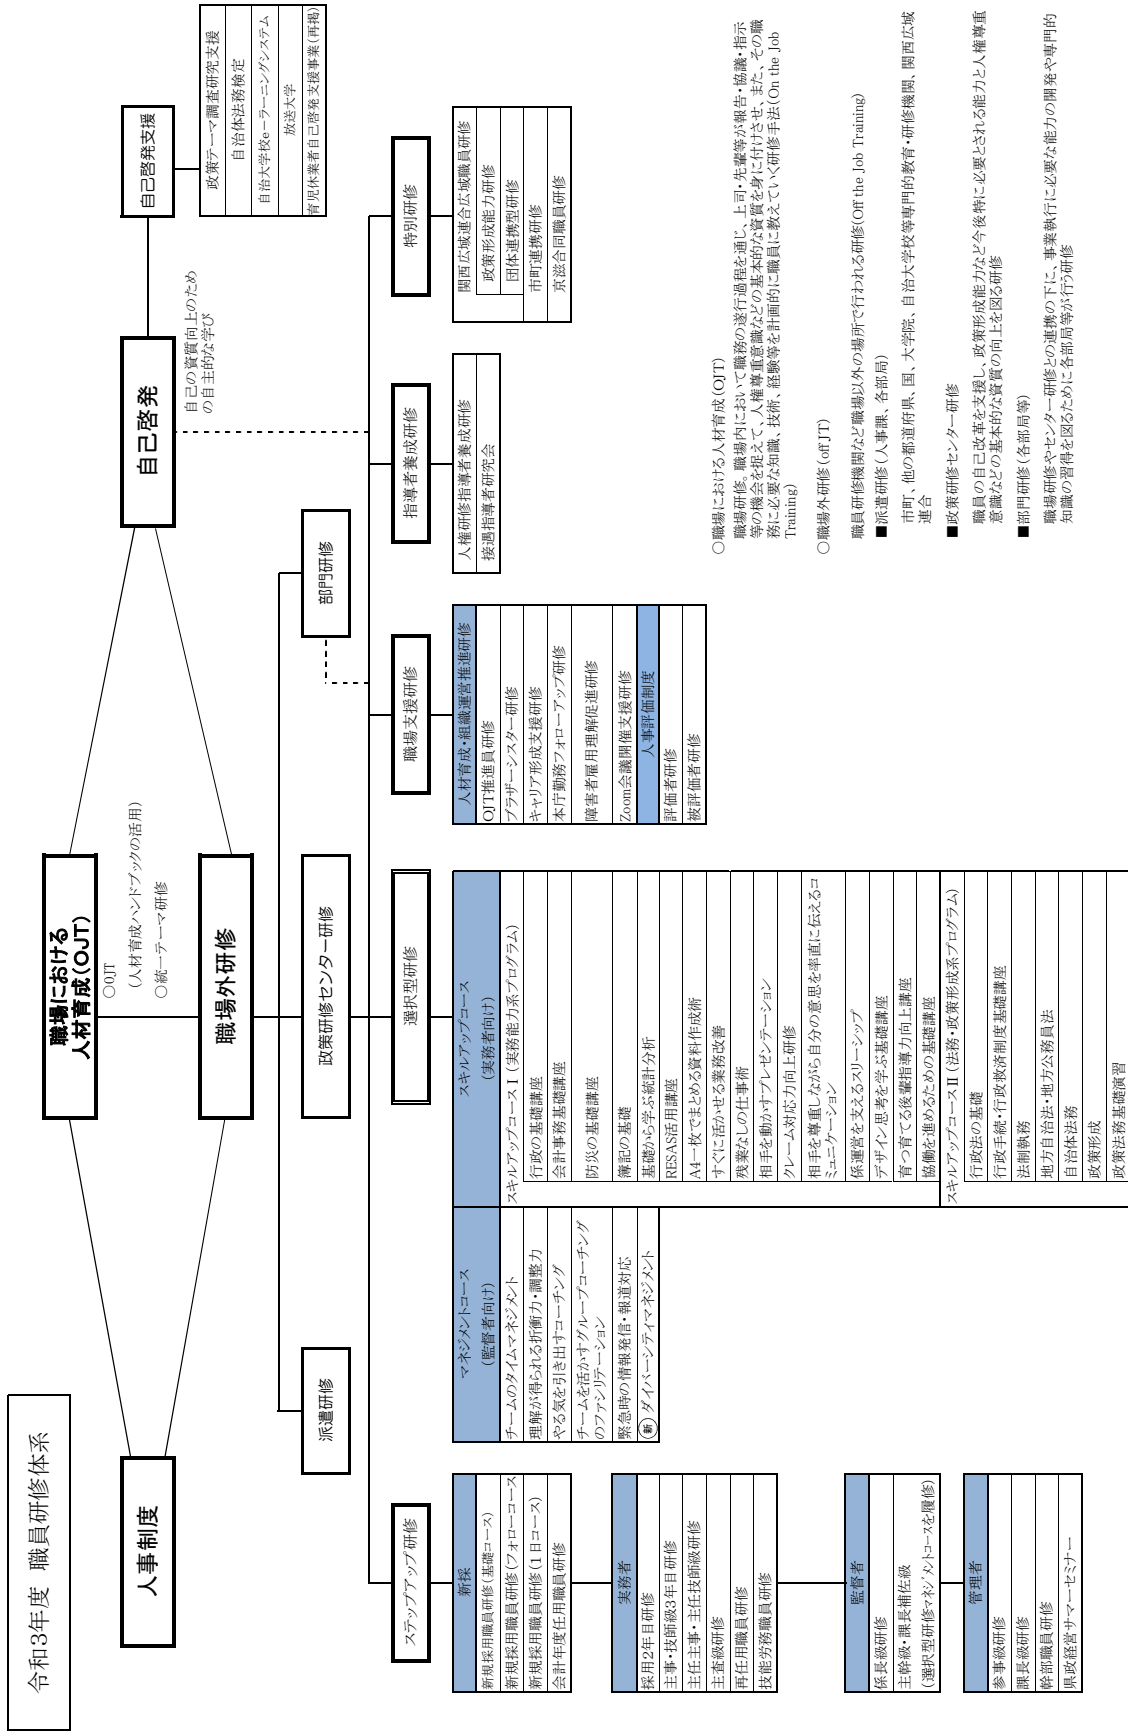 令和3年度 職員研修体系
人事制度
職場における
人材育成(OJT)
○OJT
(人材育成ハンドブックの活用)
○統一テーマ研修
職場外研修
自己啓発
自己の資質向上のため
の自主的な学び
自己啓発支援
政策テーマ調査研究支援
自治体法務検定
自治大学校e-ラーニングシステム
放送大学
育児休業者自己啓発支援事業(再掲)
派遣研修
政策研修センター研修
部門研修
ステップアップ研修
新採
新規採用職員研修(基礎コース)
新規採用職員研修(フォローコース
新規採用職員研修(1日コース)
会計年度任用職員研修
実務者
採用2年目研修
主事・技師級3年目研修
主任主事・主任技師級研修
主査級研修
再任用職員研修
技能労務職員研修
監督者
係長級研修
主幹級・課長補佐級
(選択型研修マネジメントコースを履修)
管理者
参事級研修
課長級研修
幹部職員研修
県政経営サマーセミナー
選択型研修
マネジメントコース
(監督者向け)
チームのタイムマネジメント
理解が得られる折衝力・調整力
やる気を引き出すコーチング
チームを活かすグループコーチング
のファシリテーション
緊急時の情報発信・報道対応
新 ダイバーシティマネジメント
スキルアップコース
(実務者向け)
スキルアップコースⅠ(実務能力系プログラム)
行政の基礎講座
会計事務基礎講座
防災の基礎講座
簿記の基礎
基礎から学ぶ統計分析
RESAS活用講座
A4一枚でまとめる資料作成術
すぐに活かせる業務改善
残業なしの仕事術
相手を動かすプレゼンテーション
クレーム対応力向上研修
相手を尊重しながら自分の意思を率直に伝えるコ
ミュニケーション
係運営を支えるスリーシップ
デザイン思考を学ぶ基礎講座
育つ育てる後輩指導力向上講座
協働を進めるための基礎講座
スキルアップコースⅡ(法務・政策形成系プログラム)
行政法の基礎
行政手続・行政救済制度基礎講座
法制執務
地方自治法・地方公務員法
自治体法務
政策形成
政策法務基礎演習
職場支援研修
人材育成・組織運営推進研修
OJT推進員研修
ブラザーシスター研修
キャリア形成支援研修
本庁勤務フォローアップ研修
障害者雇用理解促進研修
Zoom会議開催支援研修
人事評価制度
評価者研修
被評価者研修
指導者養成研修
人権研修指導者養成研修
接遇指導者研究会
特別研修
関西広域連合広域職員研修
政策形成能力研修
団体連携型研修
市町連携研修
京滋合同職員研修
○職場における人材育成(OJT)
職場研修。職場内において職務の遂行過程を通じ、上司・先輩等が報告・協議・指示
等の機会を捉えて、人権尊重意識などの基本的な資質を身に付けさせ、また、その職
務に必要な知識、技術、経験等を計画的に職員に教えていく研修手法(On the Job
Training)
○職場外研修(off JT)
職員研修機関など職場以外の場所で行われる研修(Off the Job Training)
■派遣研修(人事課、各部局)
市町、他の都道府県、国、大学院、自治大学校等専門的教育・研修機関、関西広域
連合
■政策研修センター研修
職員の自己改革を支援し、政策形成能力など今後特に必要とされる能力と人権尊重
意識などの基本的な資質の向上を図る研修
■部門研修(各部局等)
職場研修やセンター研修との連携の下に、事業執行に必要な能力の開発や専門的
知識の習得を図るために各部局等が行う研修